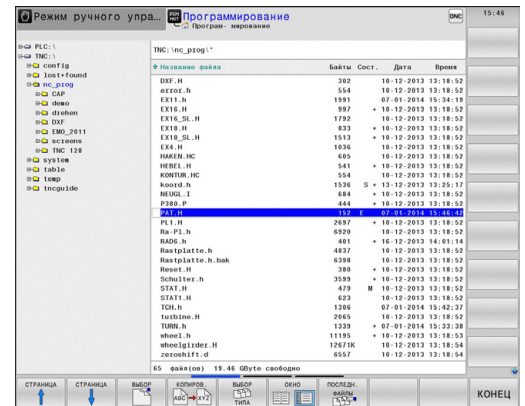 Режим ручного упра... Программирование DNC 15:46
Програм- мирование
PLC:\
TNC:\
config
lost+found
nc_prog
CAP
demo
drehen
DXF
EMO_2011
screens
TNC 128
system
table
temp
tncguide
TNC:\nc_prog\*
Название файла Байты Сост. Дата Время
DXF.H 302 10-12-2013 13:18:52
error.h 554 10-12-2013 13:18:52
EX11.h 1991 07-01-2014 15:34:19
EX16.H 997 + 10-12-2013 13:18:52
EX16_SL.H 1792 10-12-2013 13:18:52
EX18.H 833 + 10-12-2013 13:18:52
EX18_SL.H 1513 + 10-12-2013 13:18:52
EX4.H 1036 10-12-2013 13:18:52
HAKEN.HC 605 10-12-2013 13:18:52
HEBEL.H 541 + 10-12-2013 13:18:52
KONTUR.HC 554 10-12-2013 13:18:52
koord.h 1536 S + 13-12-2013 13:25:17
NEUGL.I 684 + 10-12-2013 13:18:52
P380.P 444 + 10-12-2013 13:18:52
PAT.H 152 E 07-01-2014 15:46:42
PL1.H 2697 + 10-12-2013 13:18:52
Ra-Pl.h 6920 10-12-2013 13:18:52
RAD6.h 401 + 16-12-2013 14:01:14
Rastplatte.h 4837 10-12-2013 13:18:52
Rastplatte.h.bak 6398 10-12-2013 13:18:52
Reset.H 380 + 10-12-2013 13:18:52
Schulter.h 3599 + 10-12-2013 13:18:52
STAT.H 479 M 10-12-2013 13:18:52
STAT1.H 623 10-12-2013 13:18:52
TCH.h 1306 07-01-2014 15:42:37
turbine.H 2065 10-12-2013 13:18:52
TURN.h 1339 + 07-01-2014 15:33:38
wheel.h 11195 + 10-12-2013 13:18:53
wheelgirder.H 12671K 10-12-2013 13:18:54
zeroshift.d 6557 10-12-2013 13:18:54
65 файл(ов) 19.46 GByte свободно
СТРАНИЦА СТРАНИЦА ВЫБОР КОПИРОВ. ВЫБОР ОКНО ПОСЛЕДН. КОНЕЦ
ABC XYZ ТИПА ФАЙЛЫ